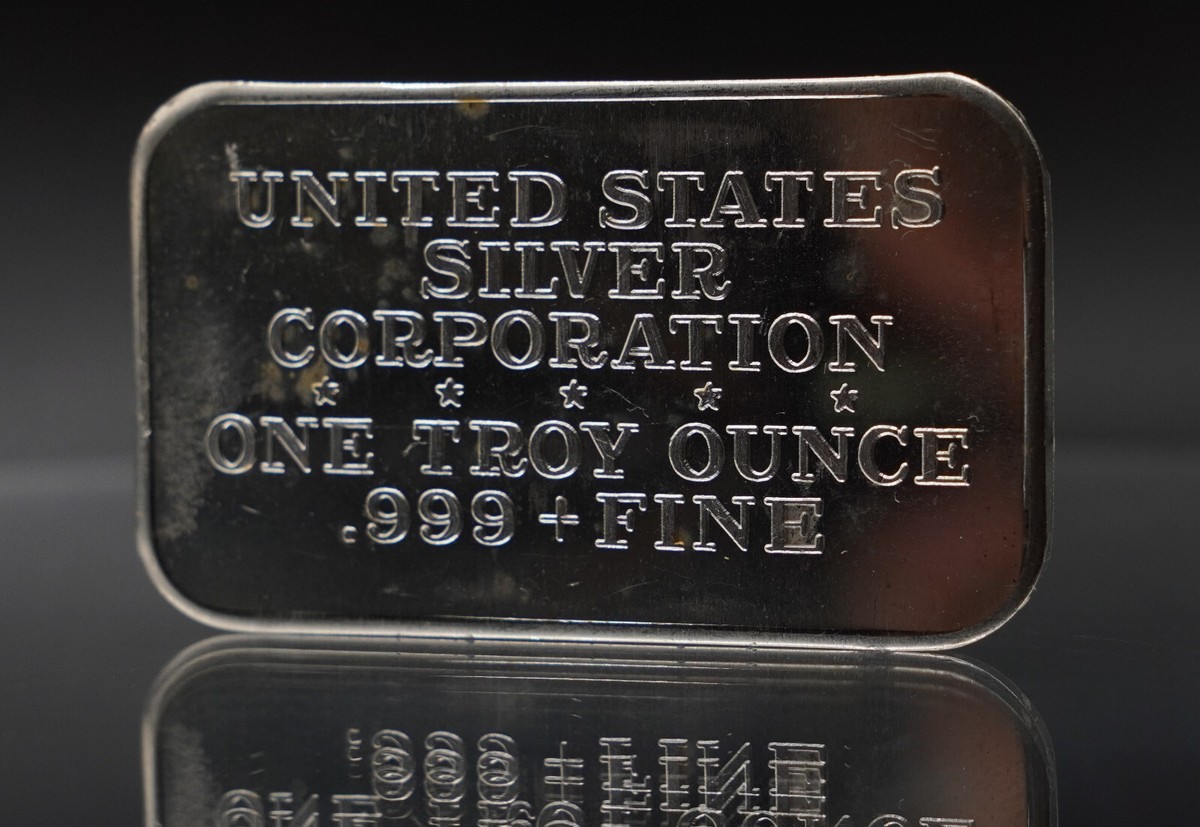 UNITED STATES
SILVER
CORPORATION
★ ★ ★ ★ ★
ONE TROY OUNCE
.999 + FINE